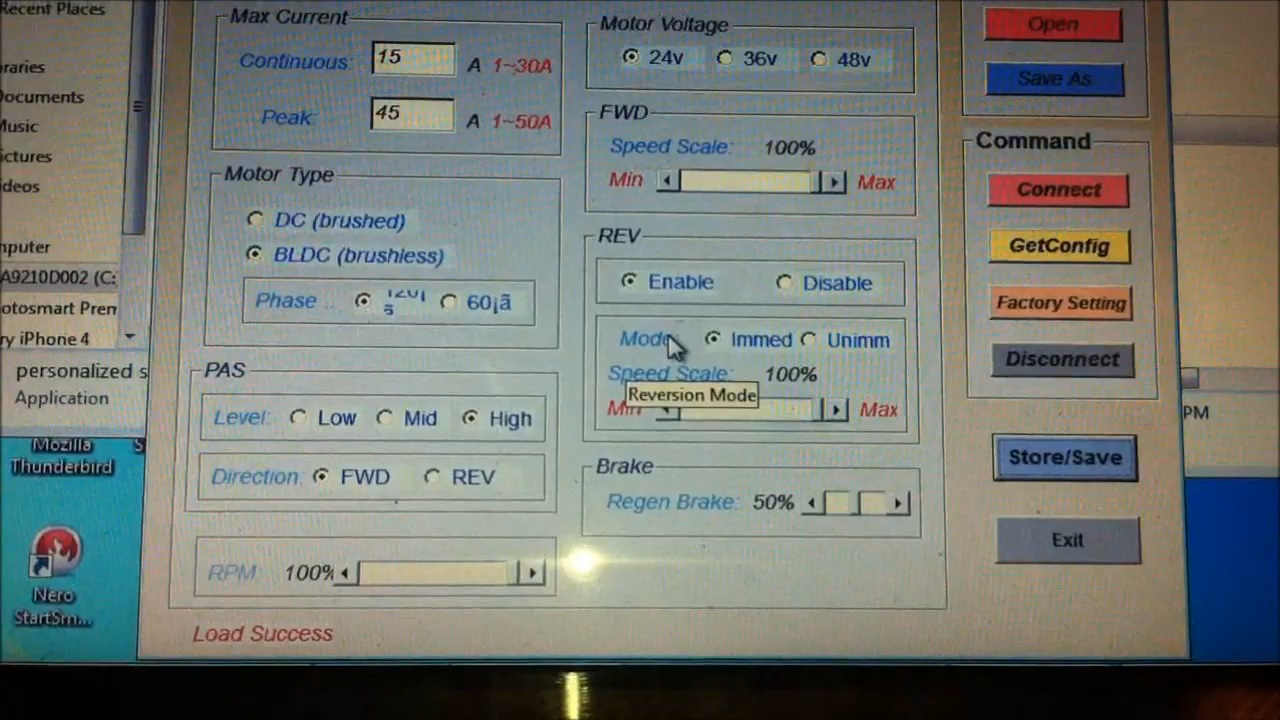 Recent Places
raries
Documents
Music
ictures
deos
mputer
A9210D002 (C:
otosmart Prem
ry iPhone 4
personalized s
Application
Mozilla
Thunderbird
S
Nero
StartSm...
Max Current
Continuous: 15 A 1~30A
Peak: 45 A 1~50A
Motor Type
DC (brushed)
BLDC (brushless)
Phase .. 60¡ã
PAS
Level: Low Mid High
Direction: FWD REV
RPM: 100%
Load Success
Motor Voltage
24v 36v 48v
FWD
Speed Scale: 100%
Min Max
REV
Enable Disable
Mode Immed Unimm
Speed Scale: 100%
Reversion Mode
Min Max
Brake
Regen Brake: 50%
Open
Save As
Command
Connect
GetConfig
Factory Setting
Disconnect
Store/Save
Exit
PM